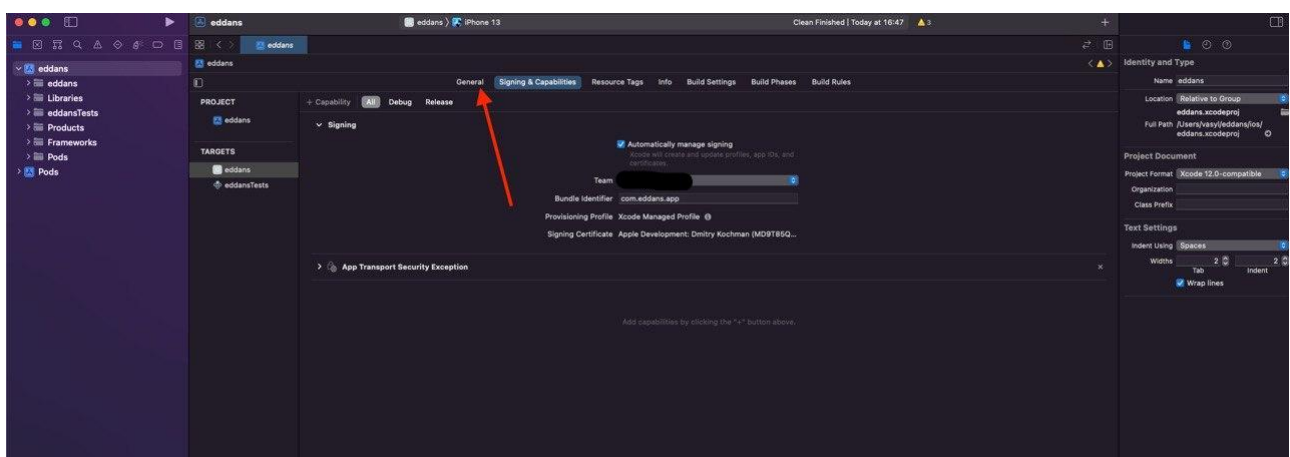 eddans
eddans
iPhone 13
Clean Finished | Today at 16:47
3
eddans
eddans
eddans
Libraries
eddansTests
Products
Frameworks
Pods
Pods
eddans
General
Signing & Capabilities
Resource Tags
Info
Build Settings
Build Phases
Build Rules
PROJECT
eddans
TARGETS
eddans
eddansTests
+ Capability
All
Debug
Release
Signing
Automatically manage signing
Xcode will create and update profiles, app IDs, and
certificates.
Team
Bundle Identifier com.eddans.app
Provisioning Profile Xcode Managed Profile
Signing Certificate Apple Development: Dmitry Kochman (MD9T85Q...
App Transport Security Exception
Add capabilities by clicking the "+" button above.
Identity and Type
Name eddans
Location Relative to Group
eddans.xcodeproj
Full Path /Users/vasyl/eddans/ios/
eddans.xcodeproj
Project Document
Project Format Xcode 12.0-compatible
Organization
Class Prefix
Text Settings
Indent Using Spaces
Widths 2 2
Tab Indent
Wrap lines